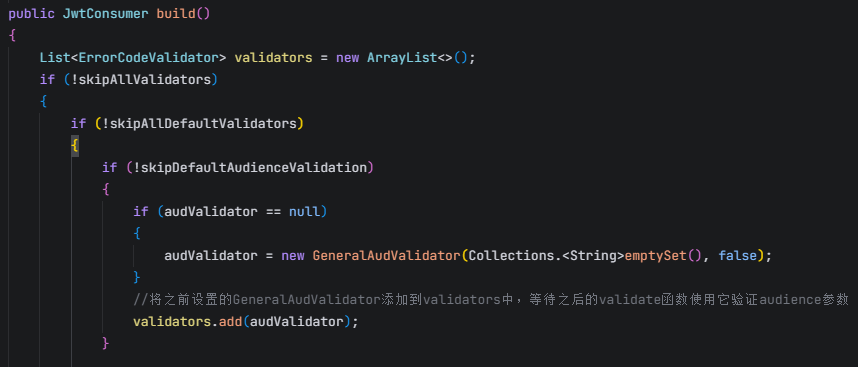 public JwtConsumer build()
{
    List<ErrorCodeValidator> validators = new ArrayList<>();
    if (!skipAllValidators)
    {
        if (!skipAllDefaultValidators)
        {
            if (!skipDefaultAudienceValidation)
            {
                if (audValidator == null)
                {
                    audValidator = new GeneralAudValidator(Collections.<String>emptySet(), false);
                }
                //将之前设置的GeneralAudValidator添加到validators中，等待之后的validate函数使用它验证audience参数
                validators.add(audValidator);
            }